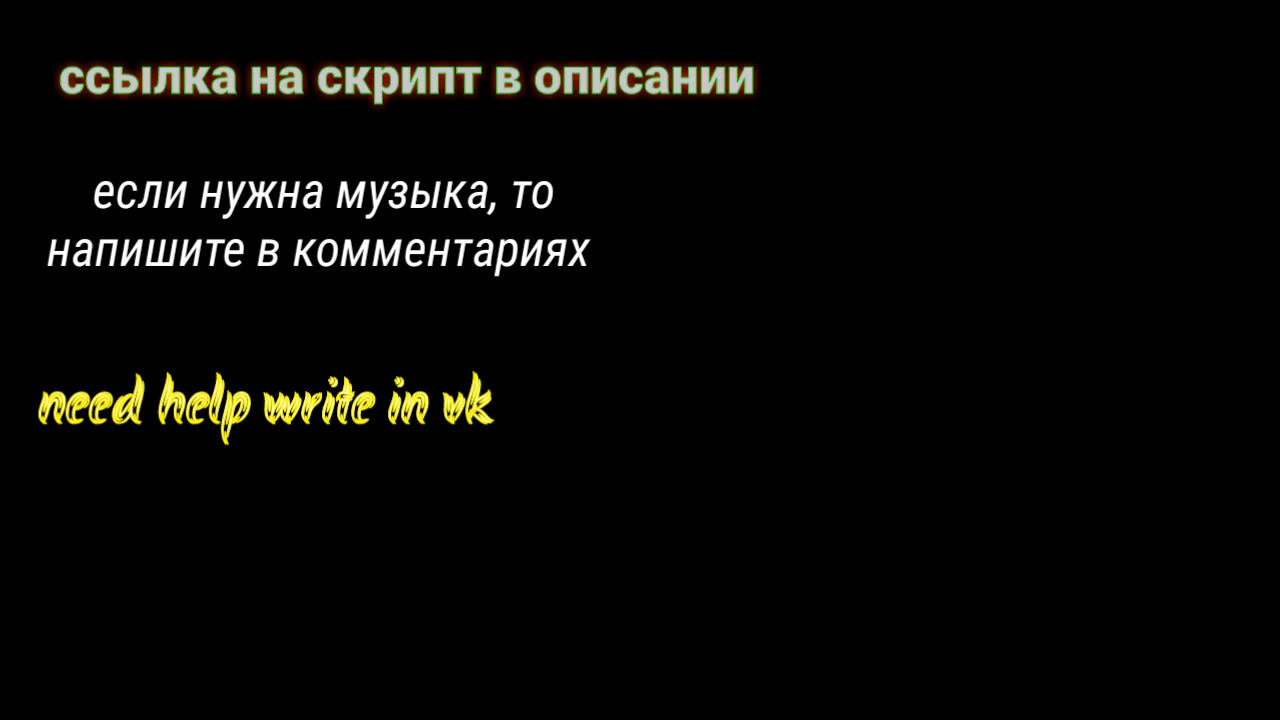 ссылка на скрипт в описании
если нужна музыка, то
напишите в комментариях
need help write in vk